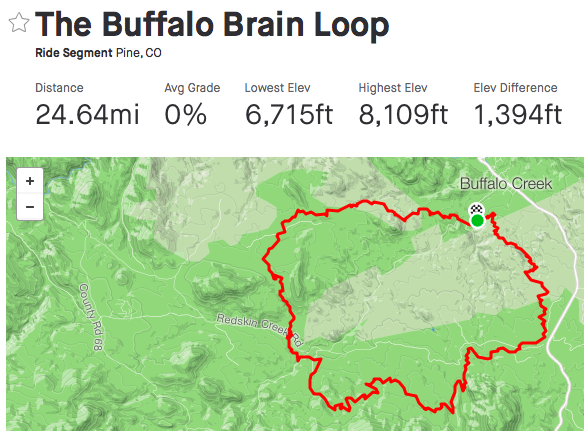 The Buffalo Brain Loop
Ride Segment Pine, CO
Distance Avg Grade Lowest Elev Highest Elev Elev Difference
24.64mi 0% 6,715ft 8,109ft 1,394ft
+
−
Buffalo Creek
County Rd 68
Redskin Creek Rd